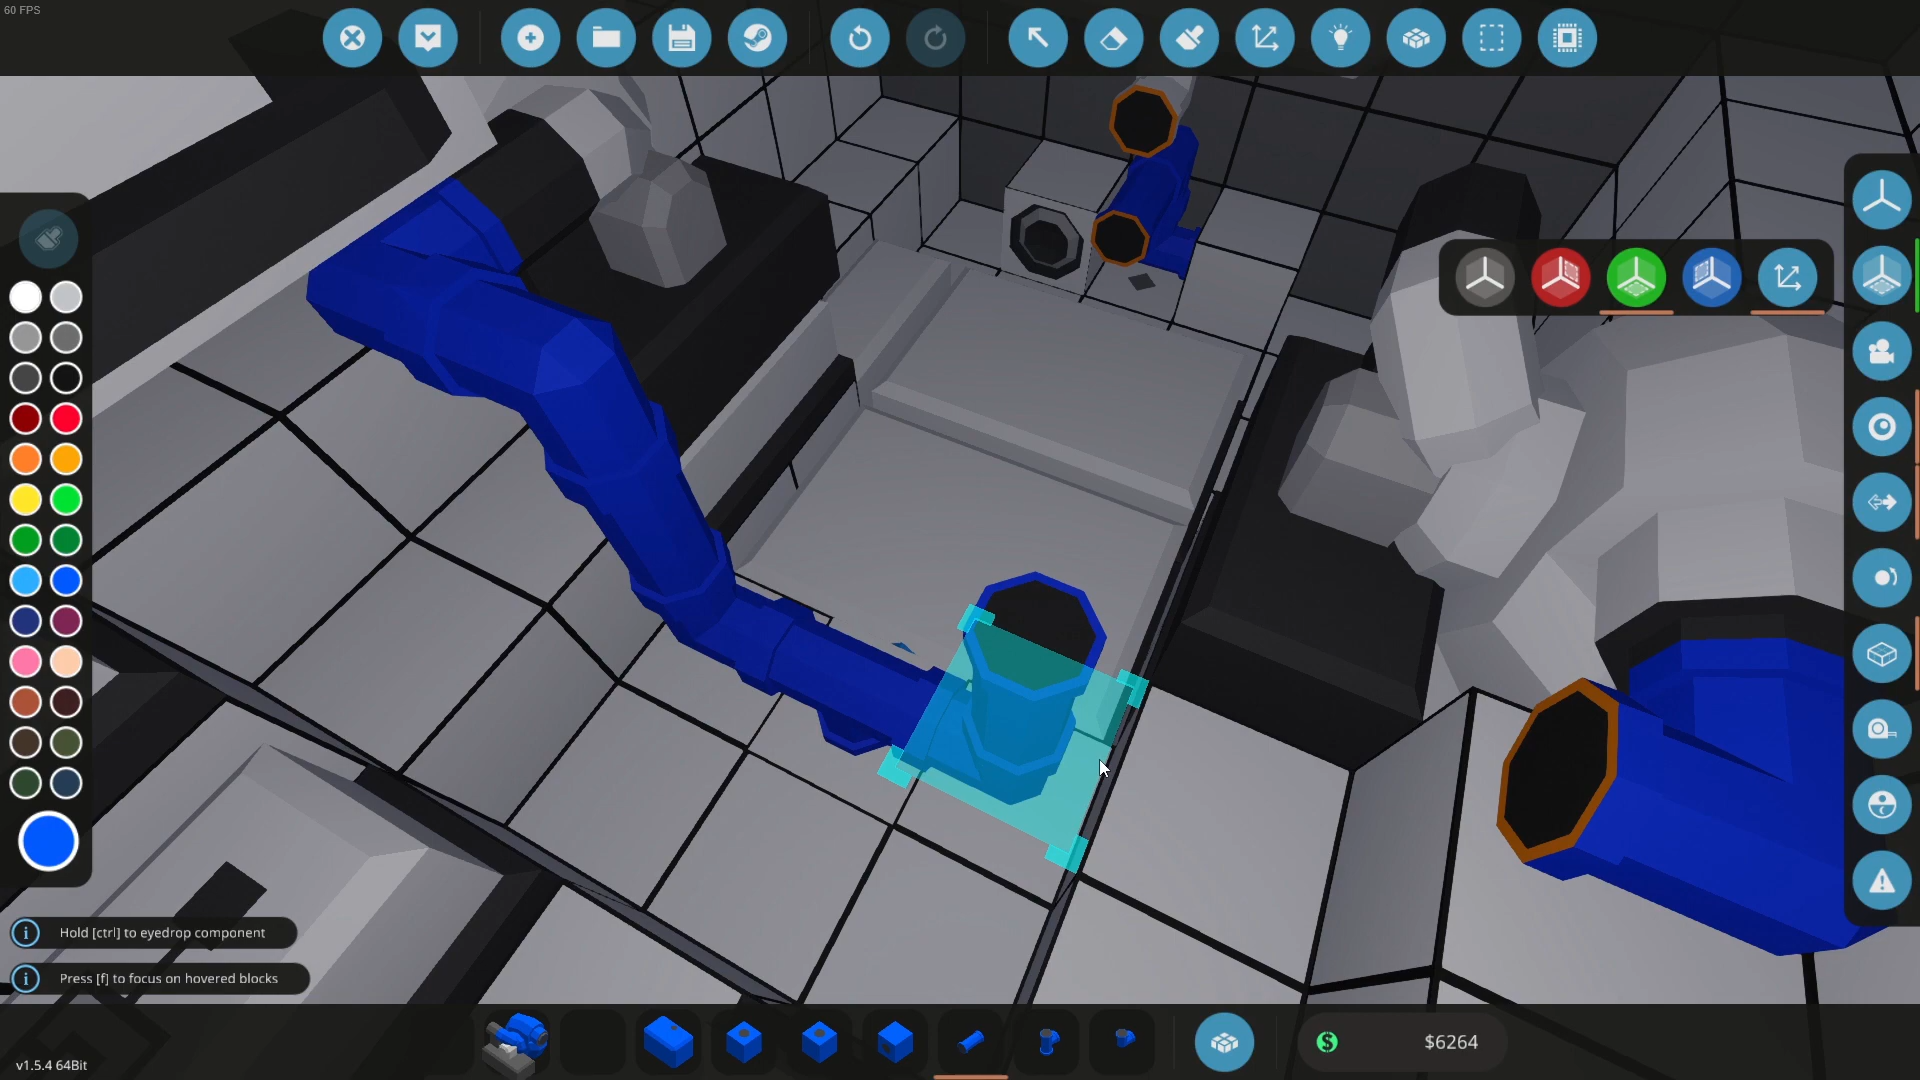 60 FPS
Hold [ctrl] to eyedrop component
Press [f] to focus on hovered blocks
$6264
v1.5.4 64Bit